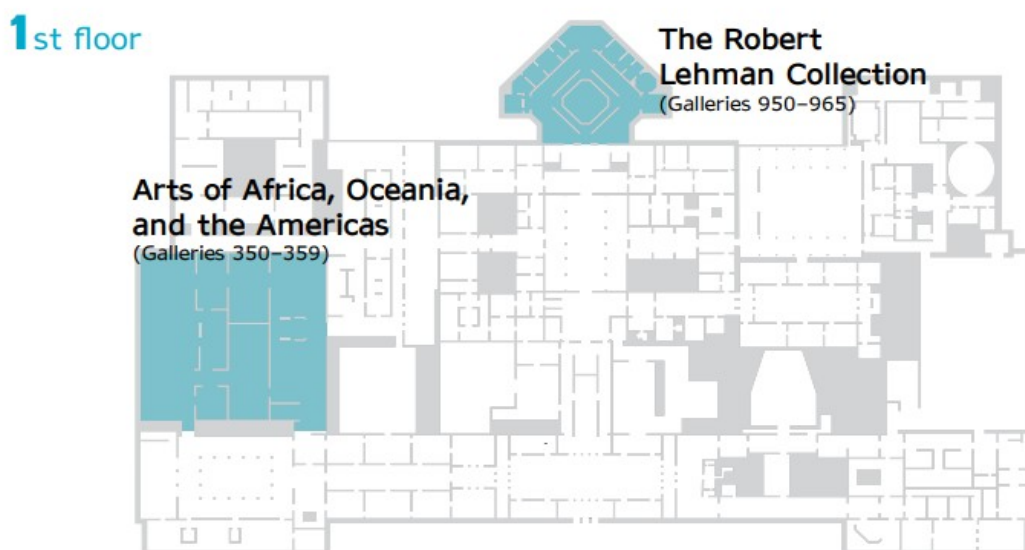 1st floor
The Robert
Lehman Collection
(Galleries 950–965)
Arts of Africa, Oceania,
and the Americas
(Galleries 350–359)